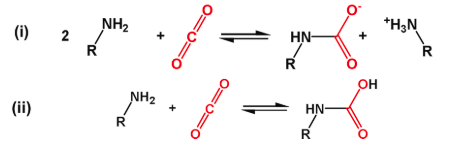 (i) 2 NH2 R + O C O HN R O- O + +H3N R
(ii) NH2 R + O C O HN R OH O